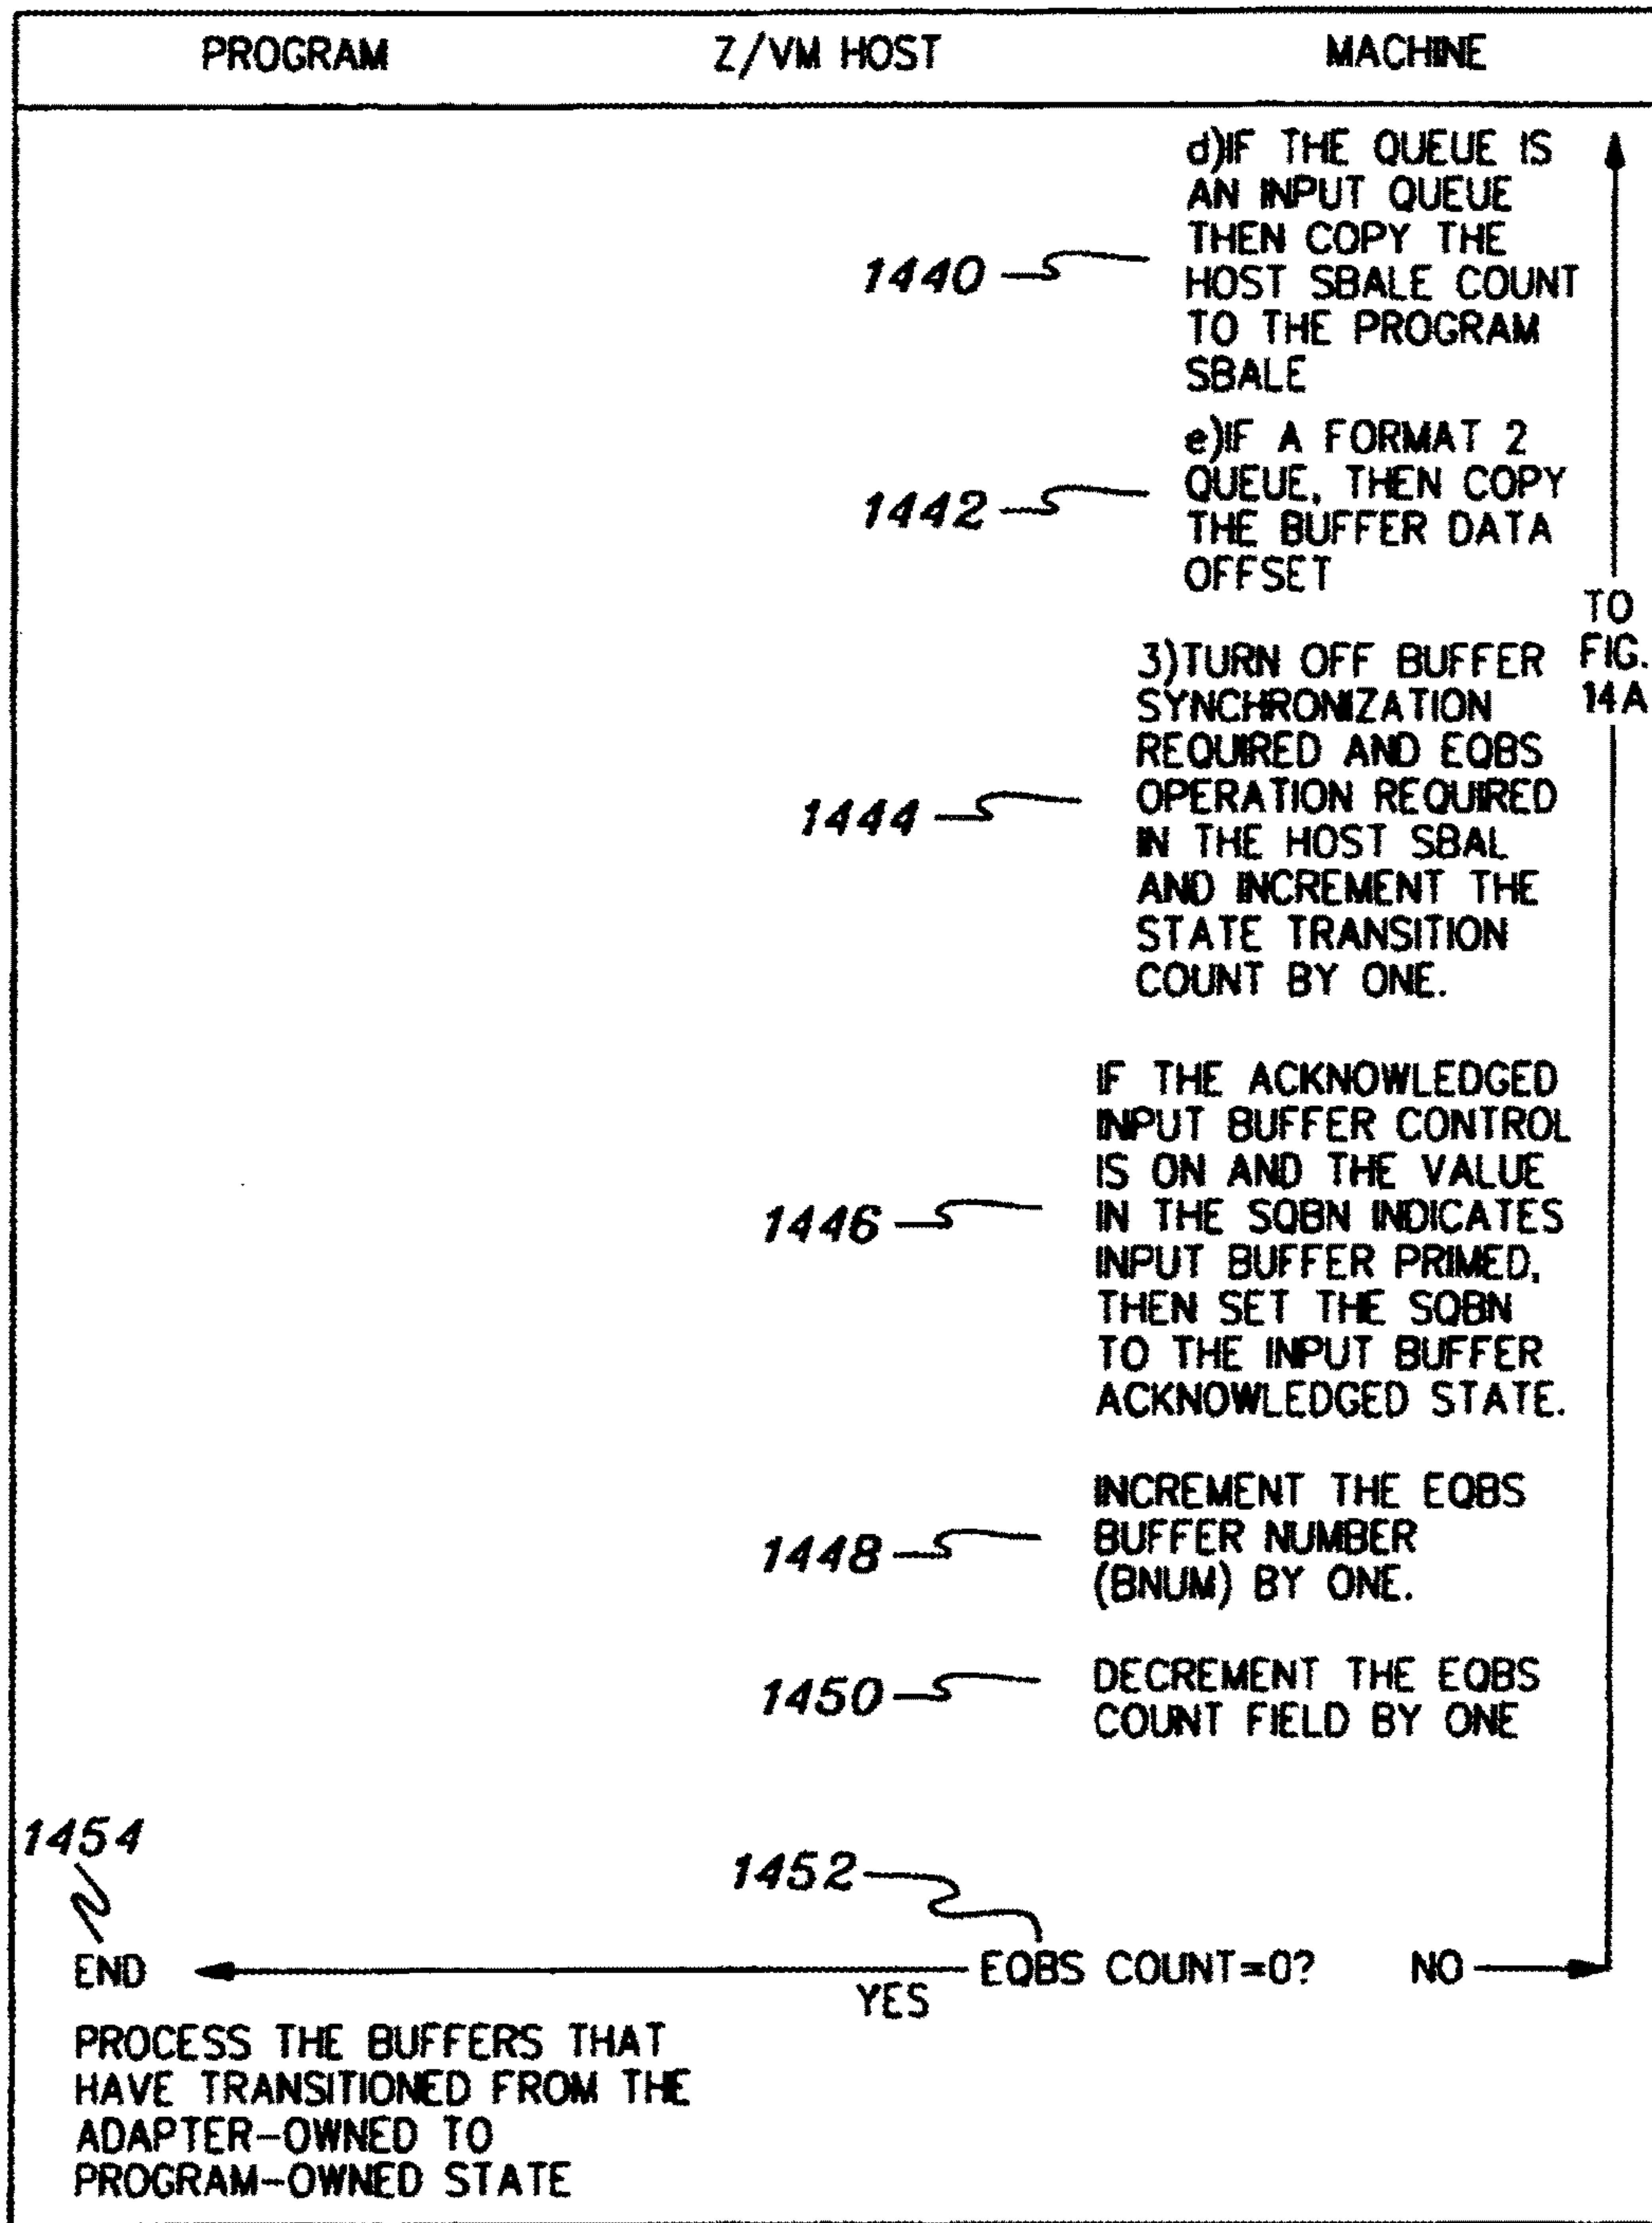 PROGRAM Z/VM HOST MACHINE
d)IF THE QUEUE IS
AN INPUT QUEUE
THEN COPY THE
1440 HOST SBALE COUNT
TO THE PROGRAM
SBALE
e)IF A FORMAT 2
QUEUE, THEN COPY
1442 THE BUFFER DATA
OFFSET
TO
FIG.
14A
3)TURN OFF BUFFER
SYNCHRONIZATION
REQUIRED AND EQBS
1444 OPERATION REQUIRED
IN THE HOST SBAL
AND INCREMENT THE
STATE TRANSITION
COUNT BY ONE.
IF THE ACKNOWLEDGED
INPUT BUFFER CONTROL
IS ON AND THE VALUE
1446 IN THE SQBN INDICATES
INPUT BUFFER PRIMED,
THEN SET THE SQBN
TO THE INPUT BUFFER
ACKNOWLEDGED STATE.
INCREMENT THE EQBS
1448 BUFFER NUMBER
(BNUM) BY ONE.
1450 DECREMENT THE EQBS
COUNT FIELD BY ONE
1454
1452
END EQBS COUNT=0? NO
YES
PROCESS THE BUFFERS THAT
HAVE TRANSITIONED FROM THE
ADAPTER-OWNED TO
PROGRAM-OWNED STATE